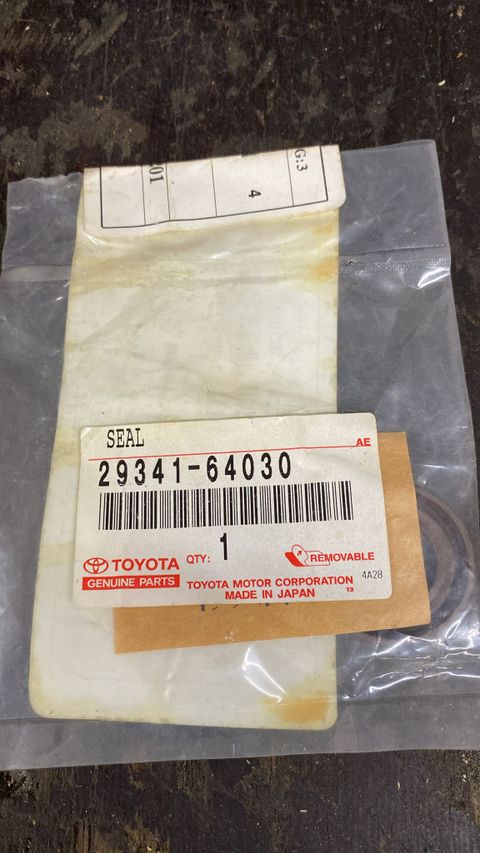 G:3
4
01
SEAL
AE
29341-64030
TOYOTA
GENUINE PARTS
QTY: 1
REMOVABLE
TOYOTA MOTOR CORPORATION 4A28
MADE IN JAPAN 13